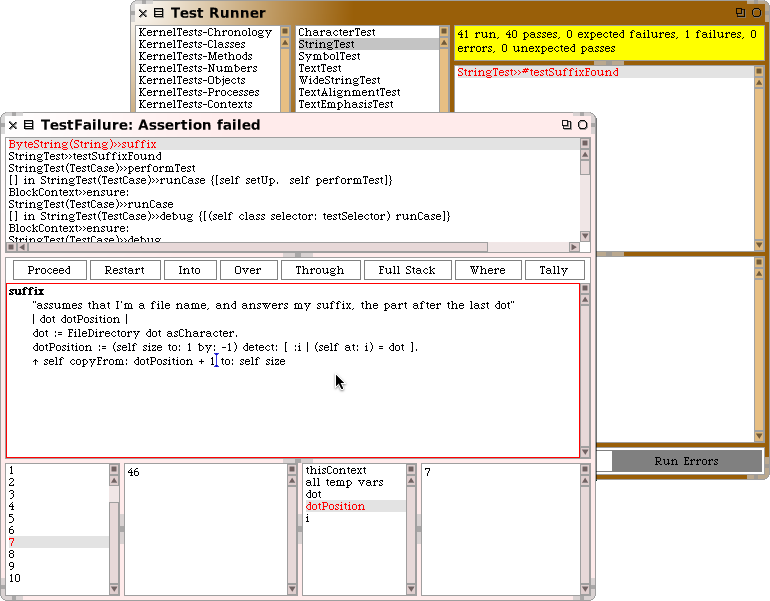 Test Runner
KernelTests-Chronology
KernelTests-Classes
KernelTests-Methods
KernelTests-Numbers
KernelTests-Objects
KernelTests-Processes
KernelTests-Contexts
CharacterTest
StringTest
SymbolTest
TextTest
WideStringTest
TextAlignmentTest
TextEmphasisTest
41 run, 40 passes, 0 expected failures, 1 failures, 0
errors, 0 unexpected passes
StringTest>>#testSuffixFound
Run Errors
TestFailure: Assertion failed
ByteString(String)>>suffix
StringTest>>testSuffixFound
StringTest(TestCase)>>performTest
[] in StringTest(TestCase)>>runCase {[self setUp. self performTest]}
BlockContext>>ensure:
StringTest(TestCase)>>runCase
[] in StringTest(TestCase)>>debug {[(self class selector: testSelector) runCase]}
BlockContext>>ensure:
StringTest(TestCase)>>debug
Proceed Restart Into Over Through Full Stack Where Tally
suffix
"assumes that I'm a file name, and answers my suffix, the part after the last dot"
| dot dotPosition |
dot := FileDirectory dot asCharacter.
dotPosition := (self size to: 1 by: -1) detect: [ :i | (self at: i) = dot ].
↑ self copyFrom: dotPosition + 1 to: self size
1
2
3
4
5
6
7
8
9
10
46
thisContext
all temp vars
dot
dotPosition
i
7